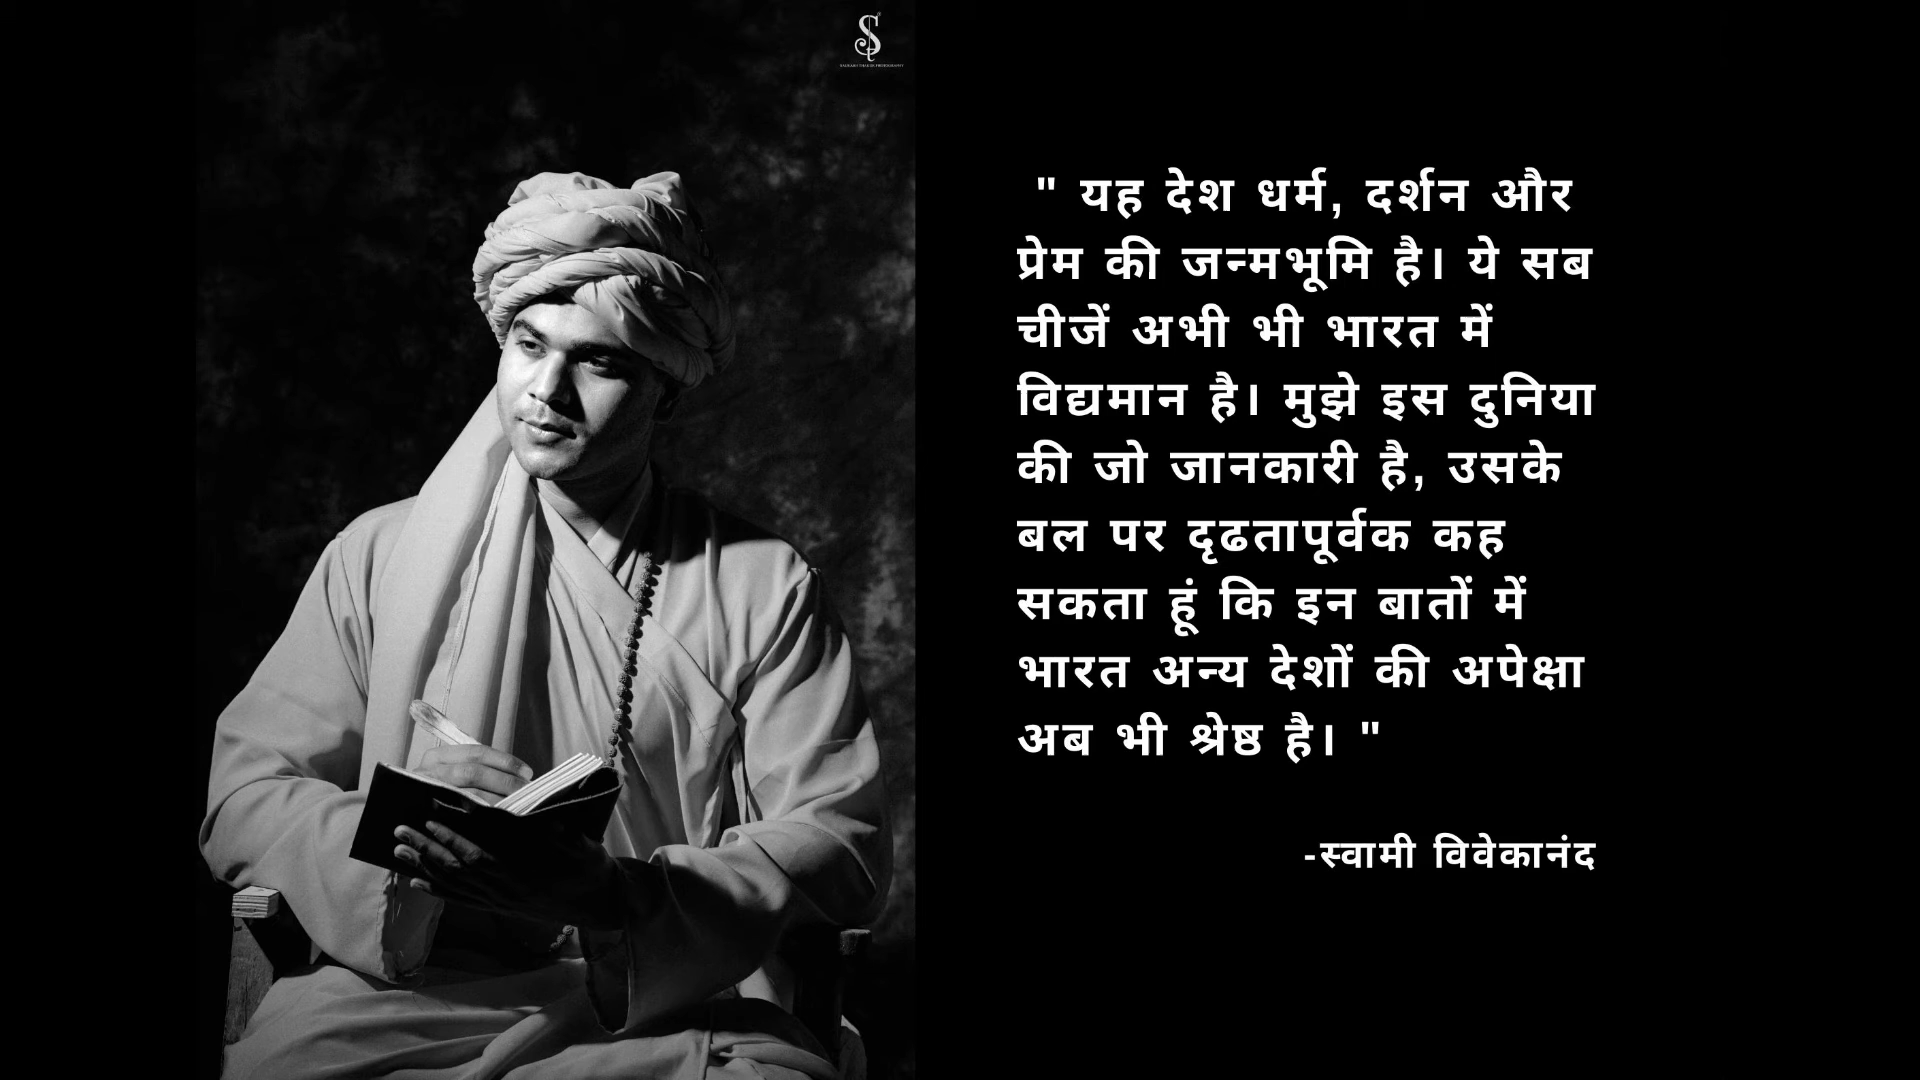 " यह देश धर्म, दर्शन और
प्रेम की जन्मभूमि है। ये सब
चीजें अभी भी भारत में
विद्यमान है। मुझे इस दुनिया
की जो जानकारी है, उसके
बल पर दृढतापूर्वक कह
सकता हूं कि इन बातों में
भारत अन्य देशों की अपेक्षा
अब भी श्रेष्ठ है। "
-स्वामी विवेकानंद